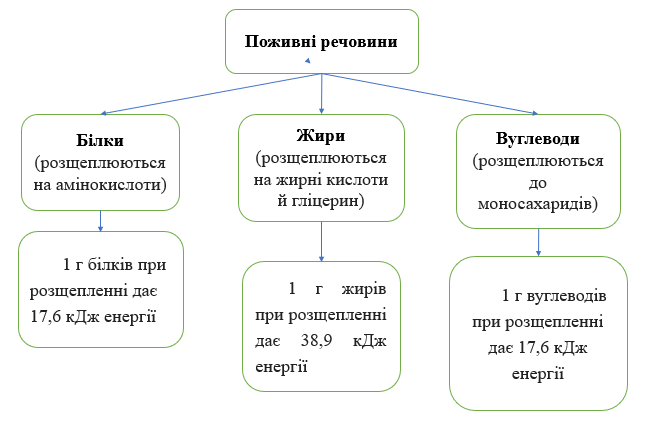 Поживні речовини
Білки
(розщеплюються
на амінокислоти)
Жири
(розщеплюються
на жирні кислоти
й гліцерин)
Вуглеводи
(розщеплюються
до
моносахаридів)
1 г білків при
розщепленні дає
17,6 кДж енергії
1 г жирів
при розщепленні
дає 38,9 кДж
енергії
1 г вуглеводів
при розщепленні
дає 17,6 кДж
енергії